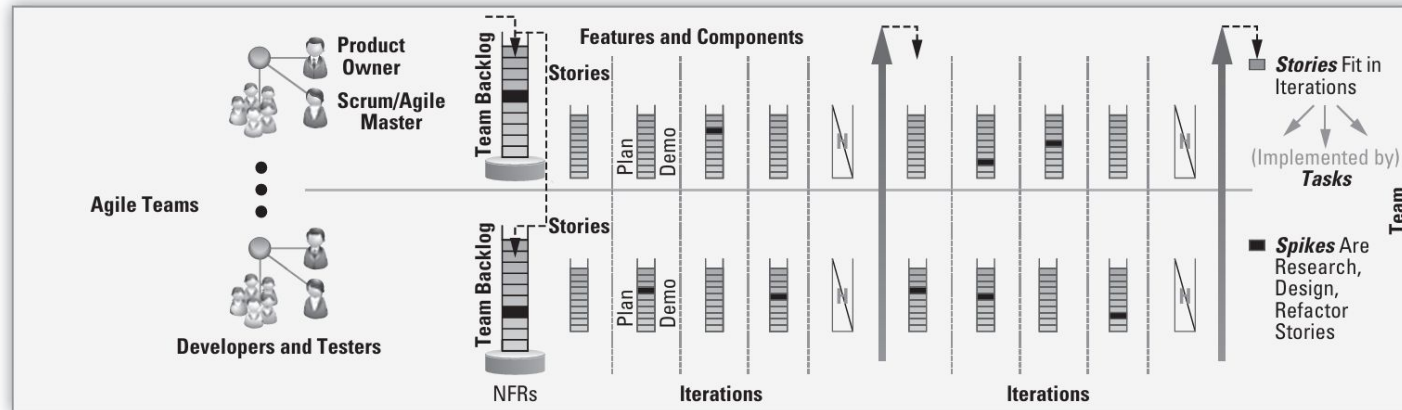 Product
Owner
Scrum/Agile
Master
Agile Teams
Developers and Testers
Team Backlog
Team Backlog
NFRs
Features and Components
Stories
Plan
Demo
H
H
Stories
Plan
Demo
H
H
Iterations
Iterations
Stories Fit in
Iterations
(Implemented by)
Tasks
Spikes Are
Research,
Design,
Refactor
Stories
Team